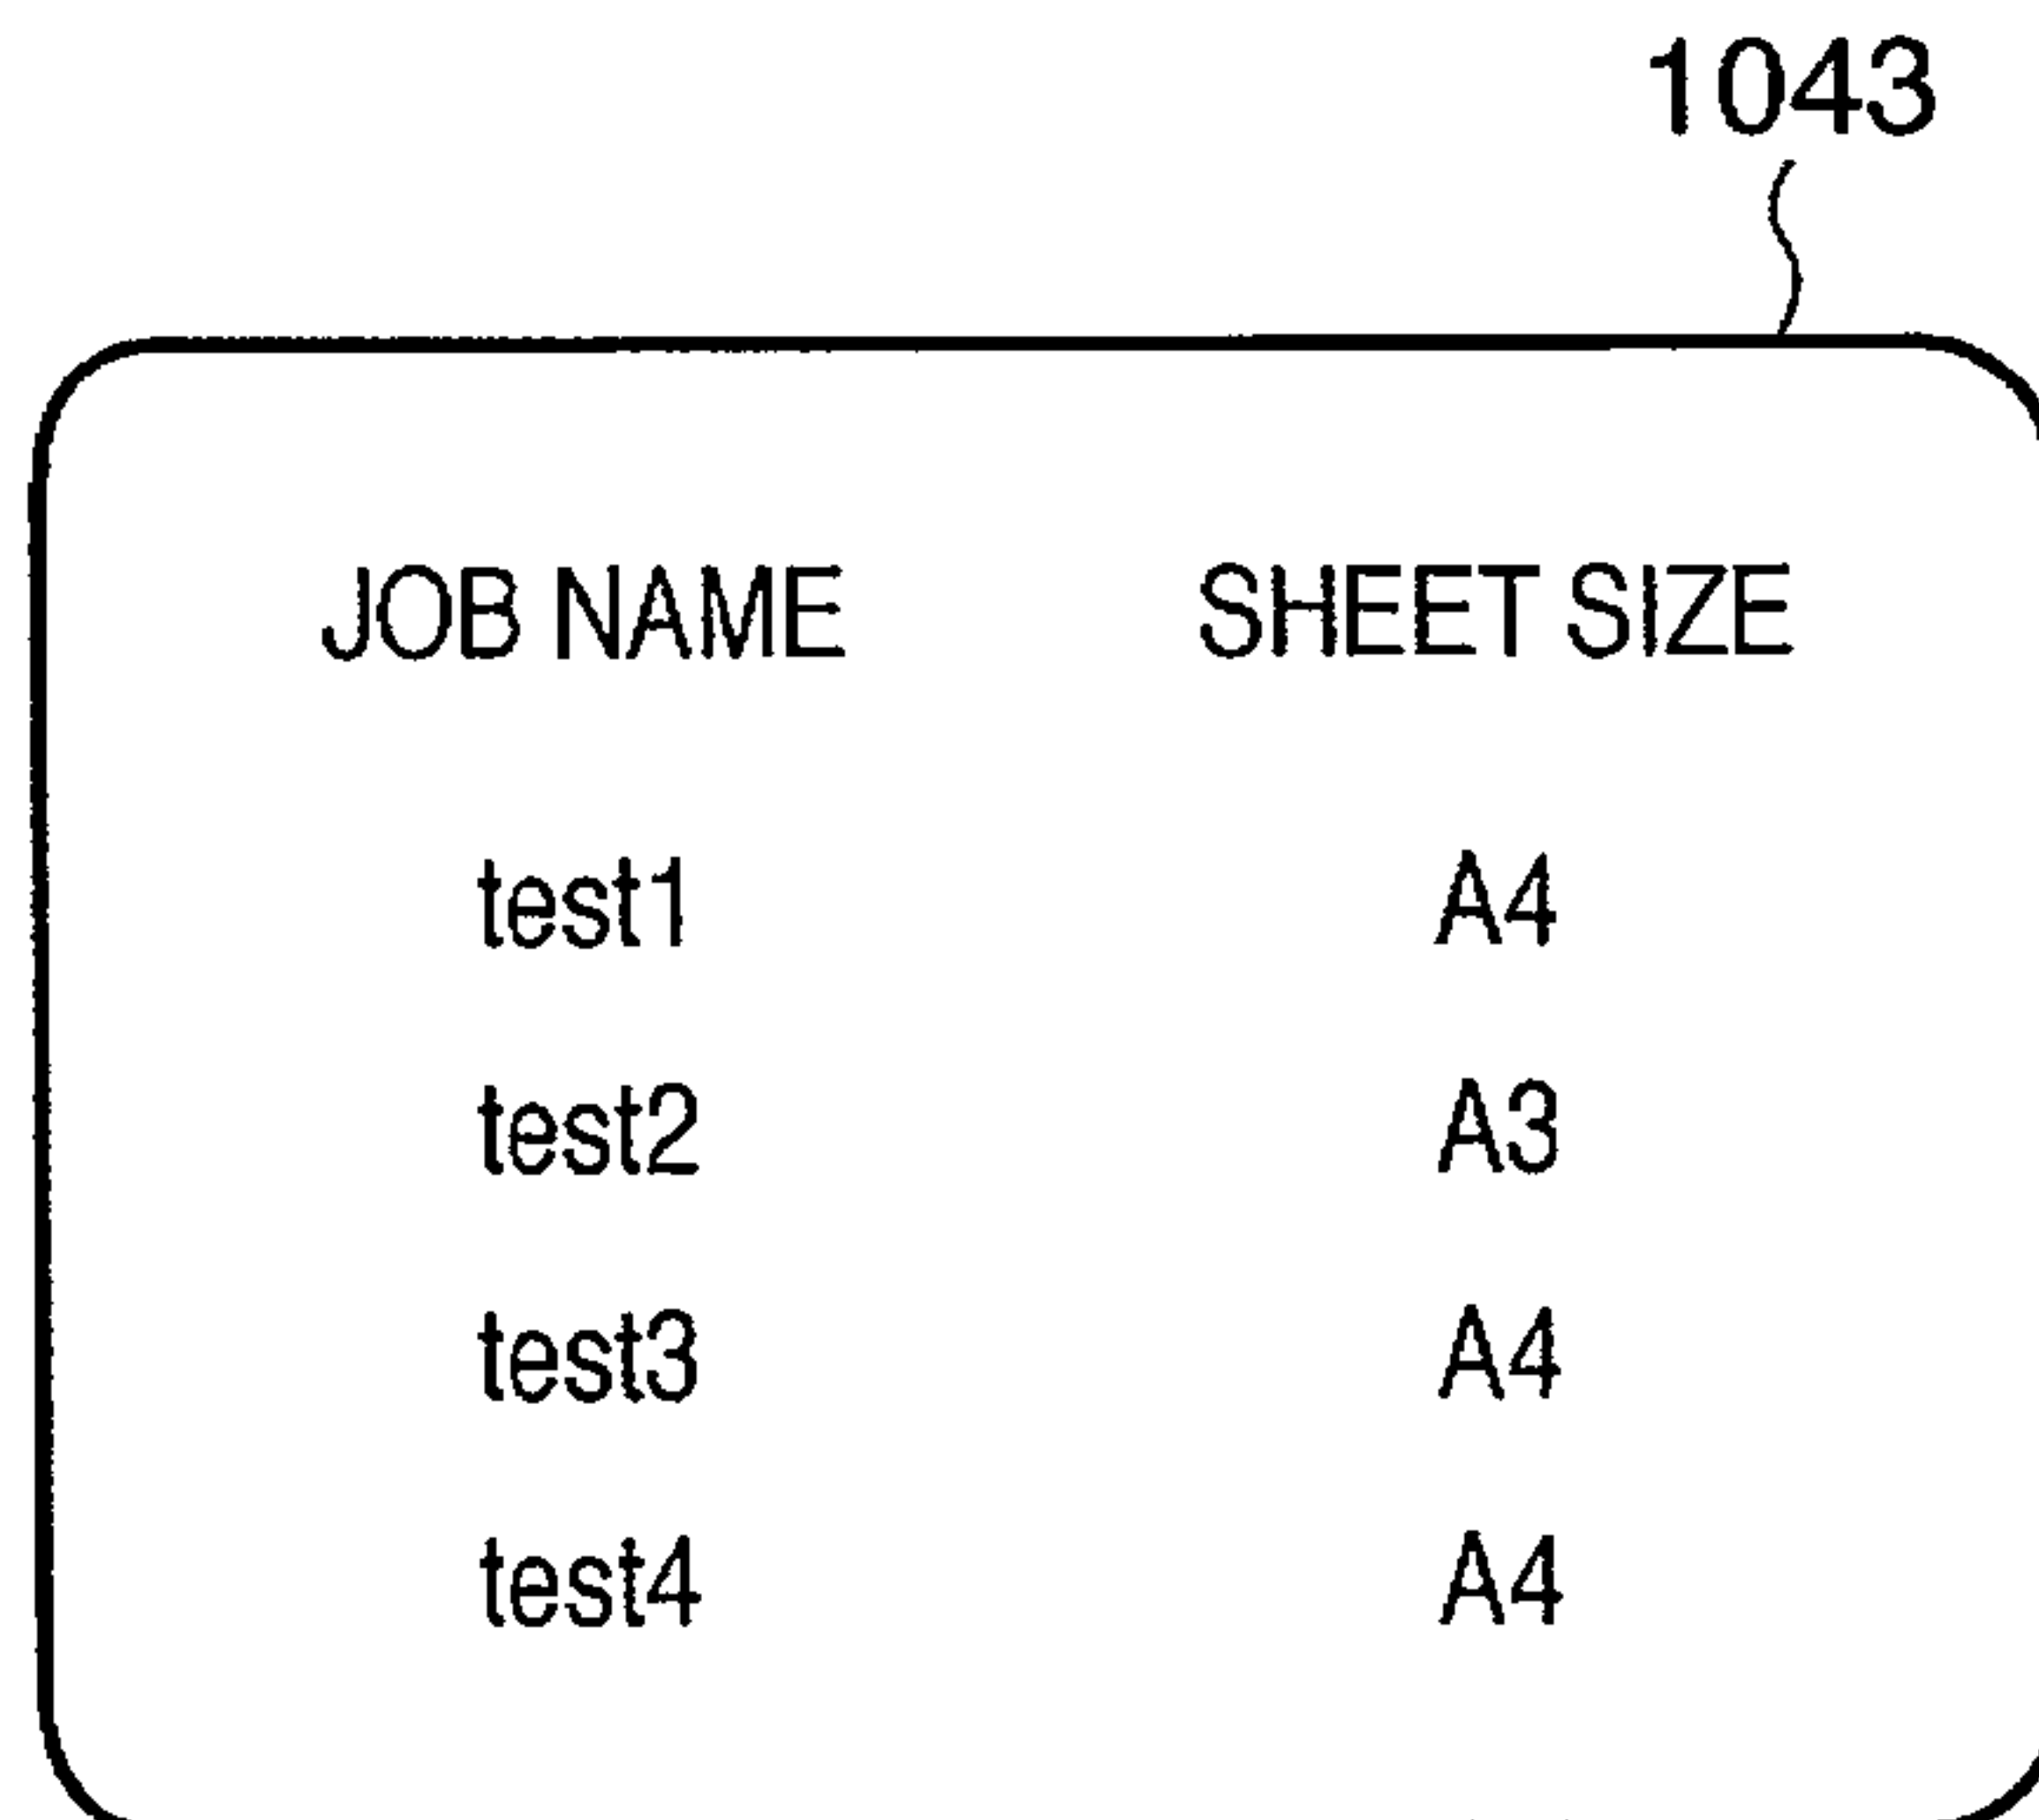 1043
JOB NAME SHEET SIZE
test1 A4
test2 A3
test3 A4
test4 A4